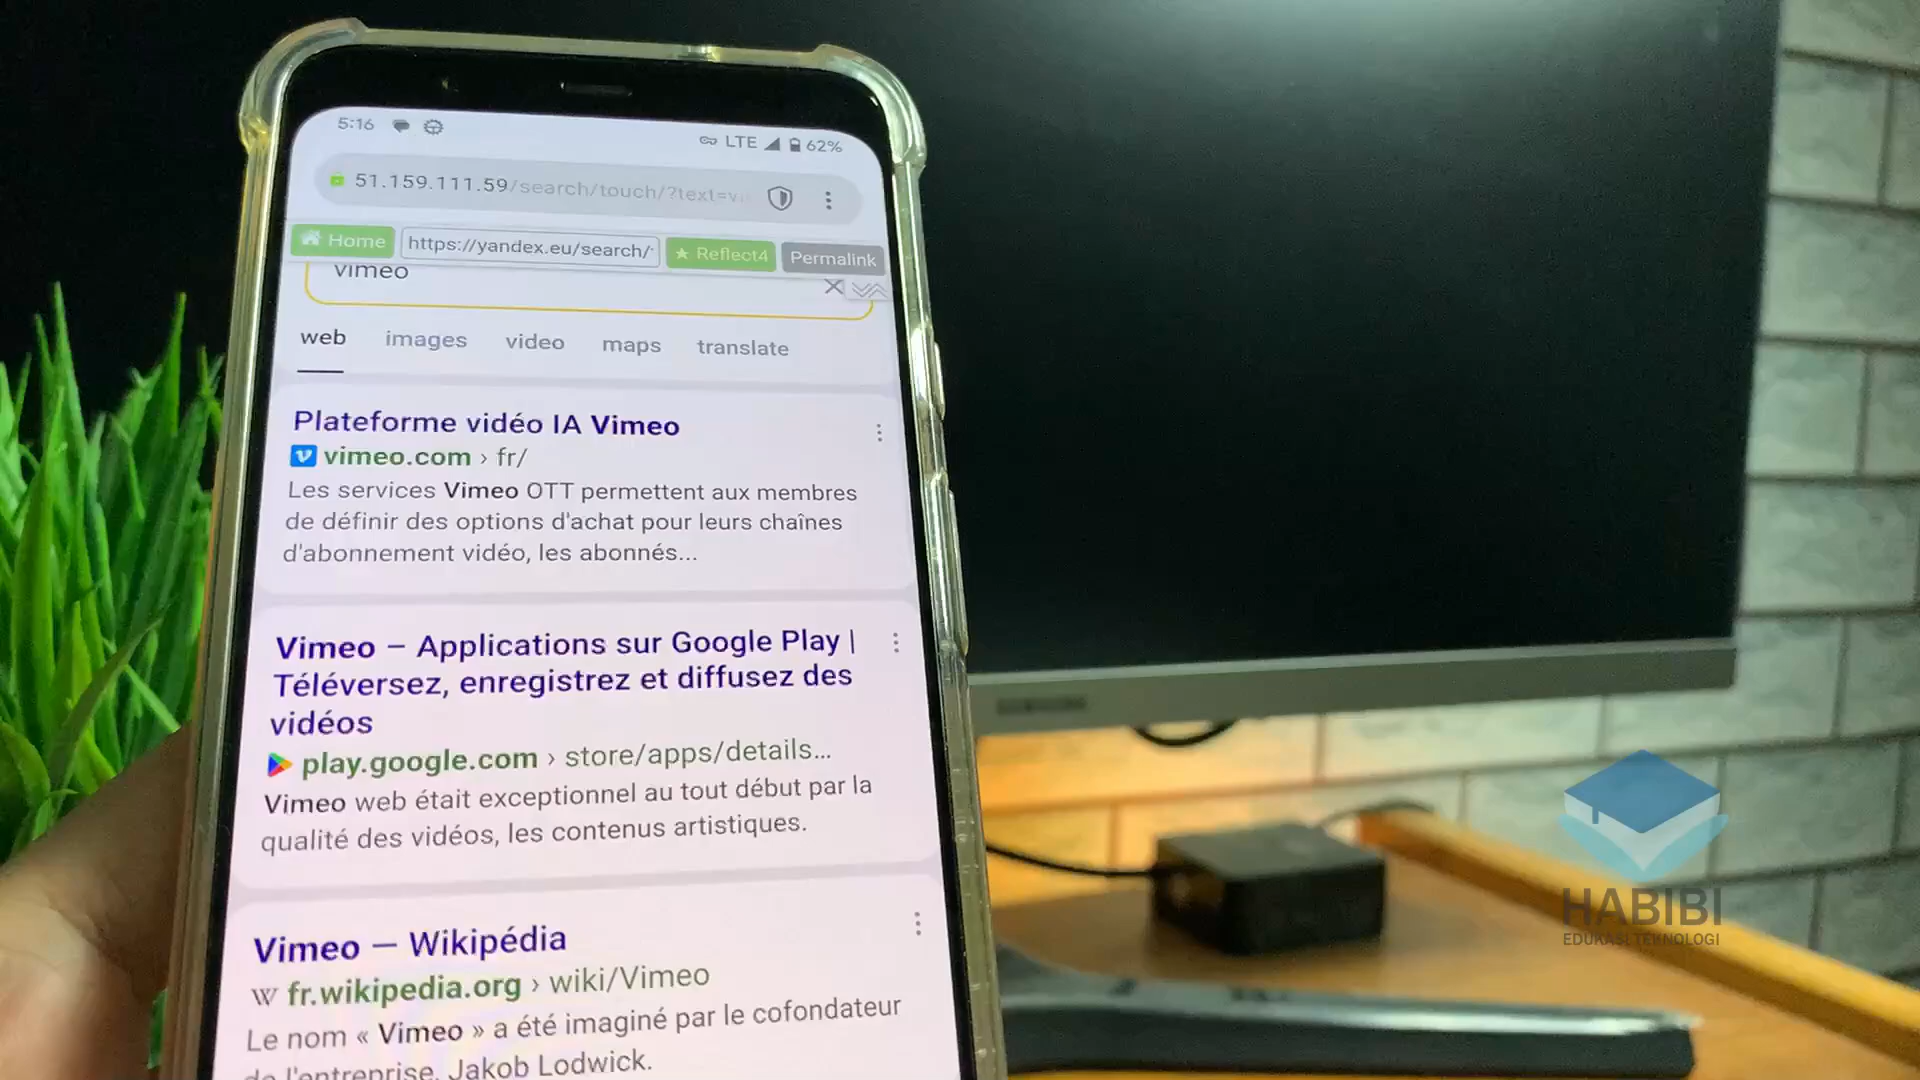 5:16
LTE 62%
51.159.111.59/search/touch/?text=vi
Home
https://yandex.eu/search/
Reflect4
Permalink
vimeo
web images video maps translate
Plateforme vidéo IA Vimeo
vimeo.com › fr/
Les services Vimeo OTT permettent aux membres
de définir des options d'achat pour leurs chaînes
d'abonnement vidéo, les abonnés...
Vimeo — Applications sur Google Play |
Téléversez, enregistrez et diffusez des
vidéos
play.google.com › store/apps/details...
Vimeo web était exceptionnel au tout début par la
qualité des vidéos, les contenus artistiques.
Vimeo — Wikipédia
W fr.wikipedia.org › wiki/Vimeo
Le nom « Vimeo » a été imaginé par le cofondateur
de l'entreprise, Jakob Lodwick.
HABIBI
EDUKASI TEKNOLOGI